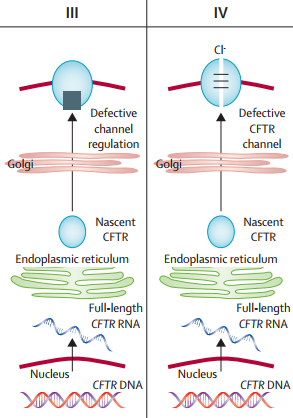 III
Defective
channel
regulation
Golgi
Nascent
CFTR
Endoplasmic reticulum
Full-length
CFTR RNA
Nucleus
CFTR DNA
IV
Cl-
Defective
CFTR
channel
Golgi
Nascent
CFTR
Endoplasmic reticulum
Full-length
CFTR RNA
Nucleus
CFTR DNA